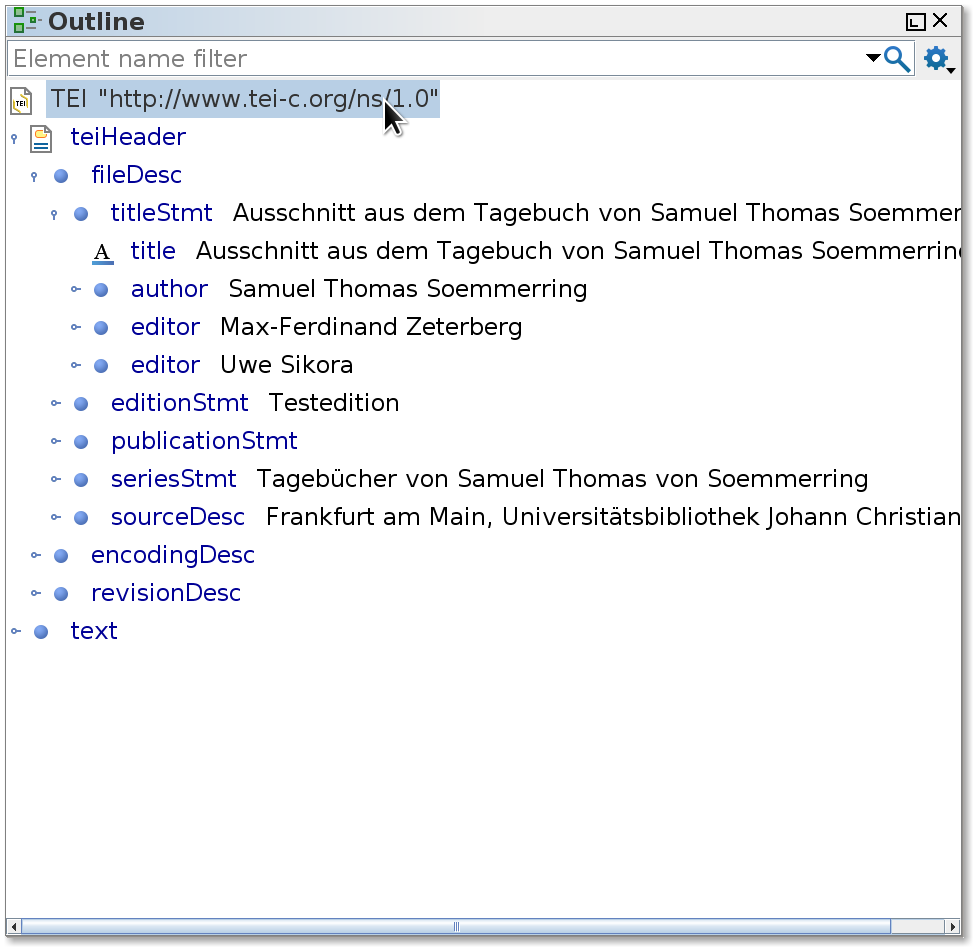 Outline
Element name filter
TEI "http://www.tei-c.org/ns/1.0"
teiHeader
fileDesc
titleStmt Ausschnitt aus dem Tagebuch von Samuel Thomas Soemmer
A title Ausschnitt aus dem Tagebuch von Samuel Thomas Soemmerring
author Samuel Thomas Soemmerring
editor Max-Ferdinand Zeterberg
editor Uwe Sikora
editionStmt Testedition
publicationStmt
seriesStmt Tagebücher von Samuel Thomas von Soemmerring
sourceDesc Frankfurt am Main, Universitätsbibliothek Johann Christian
encodingDesc
revisionDesc
text